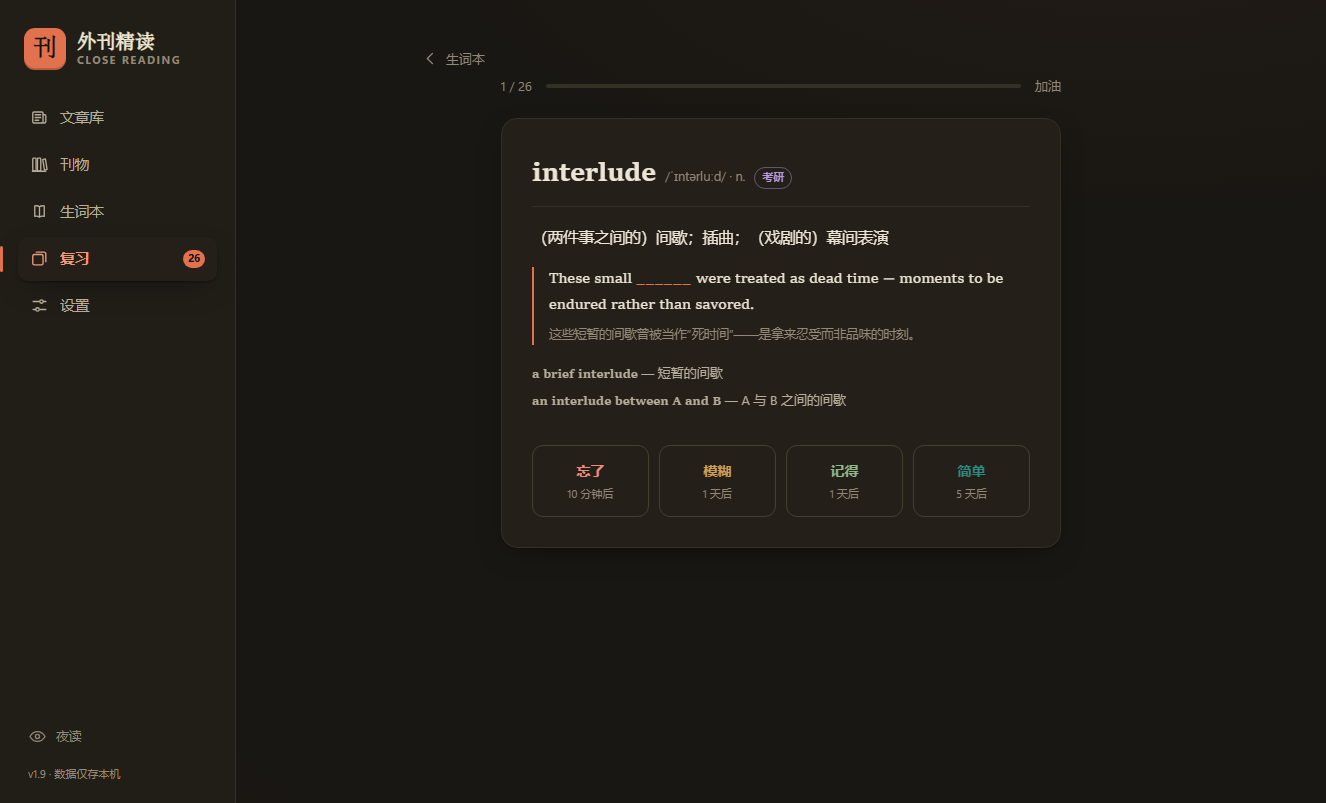 刊
外刊精读
CLOSE READING
文章库
刊物
生词本
复习 26
设置
夜读
v1.9 · 数据仅存本机
生词本
1 / 26 加油
interlude /ˈɪntərluːd/ · n. 考研
（两件事之间的）间歇；插曲；（戏剧的）幕间表演
These small ______ were treated as dead time — moments to be
endured rather than savored.
这些短暂的间歇曾被当作"死时间"——是拿来忍受而非品味的时刻。
a brief interlude — 短暂的间歇
an interlude between A and B — A 与 B 之间的间歇
忘了 模糊 记得 简单
10 分钟后 1 天后 1 天后 5 天后